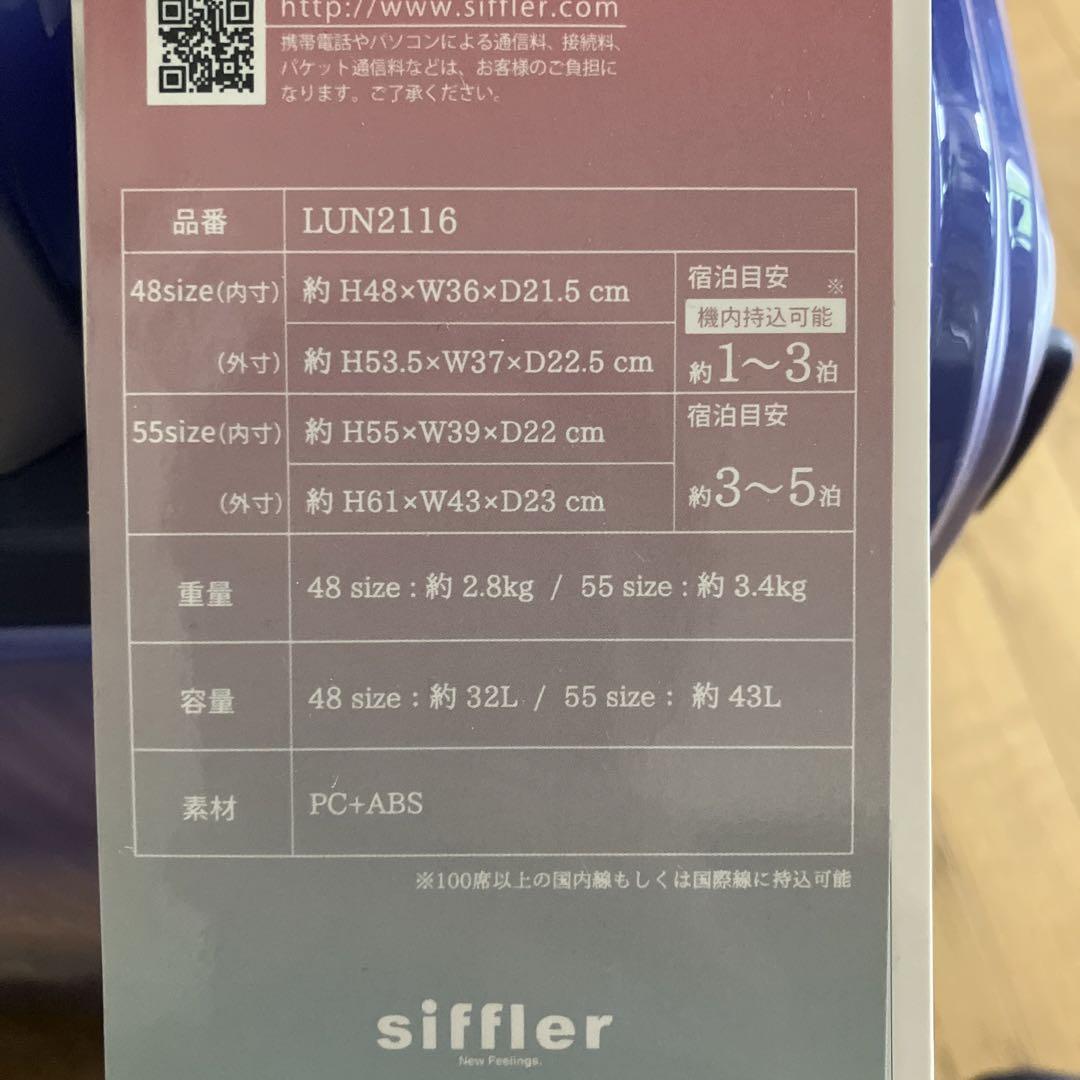 http://www.siffler.com
携帯電話やパソコンによる通信料、接続料、
パケット通信料などは、お客様のご負担に
なります。ご了承ください。
品番 LUN2116
48size(内寸) 約 H48×W36×D21.5 cm
(外寸) 約 H53.5×W37×D22.5 cm
宿泊目安 ※
機内持込可能
約1〜3泊
55size(内寸) 約 H55×W39×D22 cm
(外寸) 約 H61×W43×D23 cm
宿泊目安
約3〜5泊
重量 48 size : 約 2.8kg / 55 size : 約 3.4kg
容量 48 size : 約 32L / 55 size : 約 43L
素材 PC+ABS
※100席以上の国内線もしくは国際線に持込可能
siffler
New Feelings.